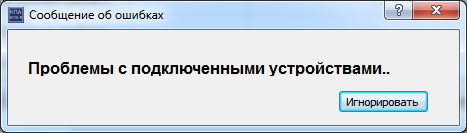 Сообщение об ошибках
Проблемы с подключенными устройствами..
Игнорировать